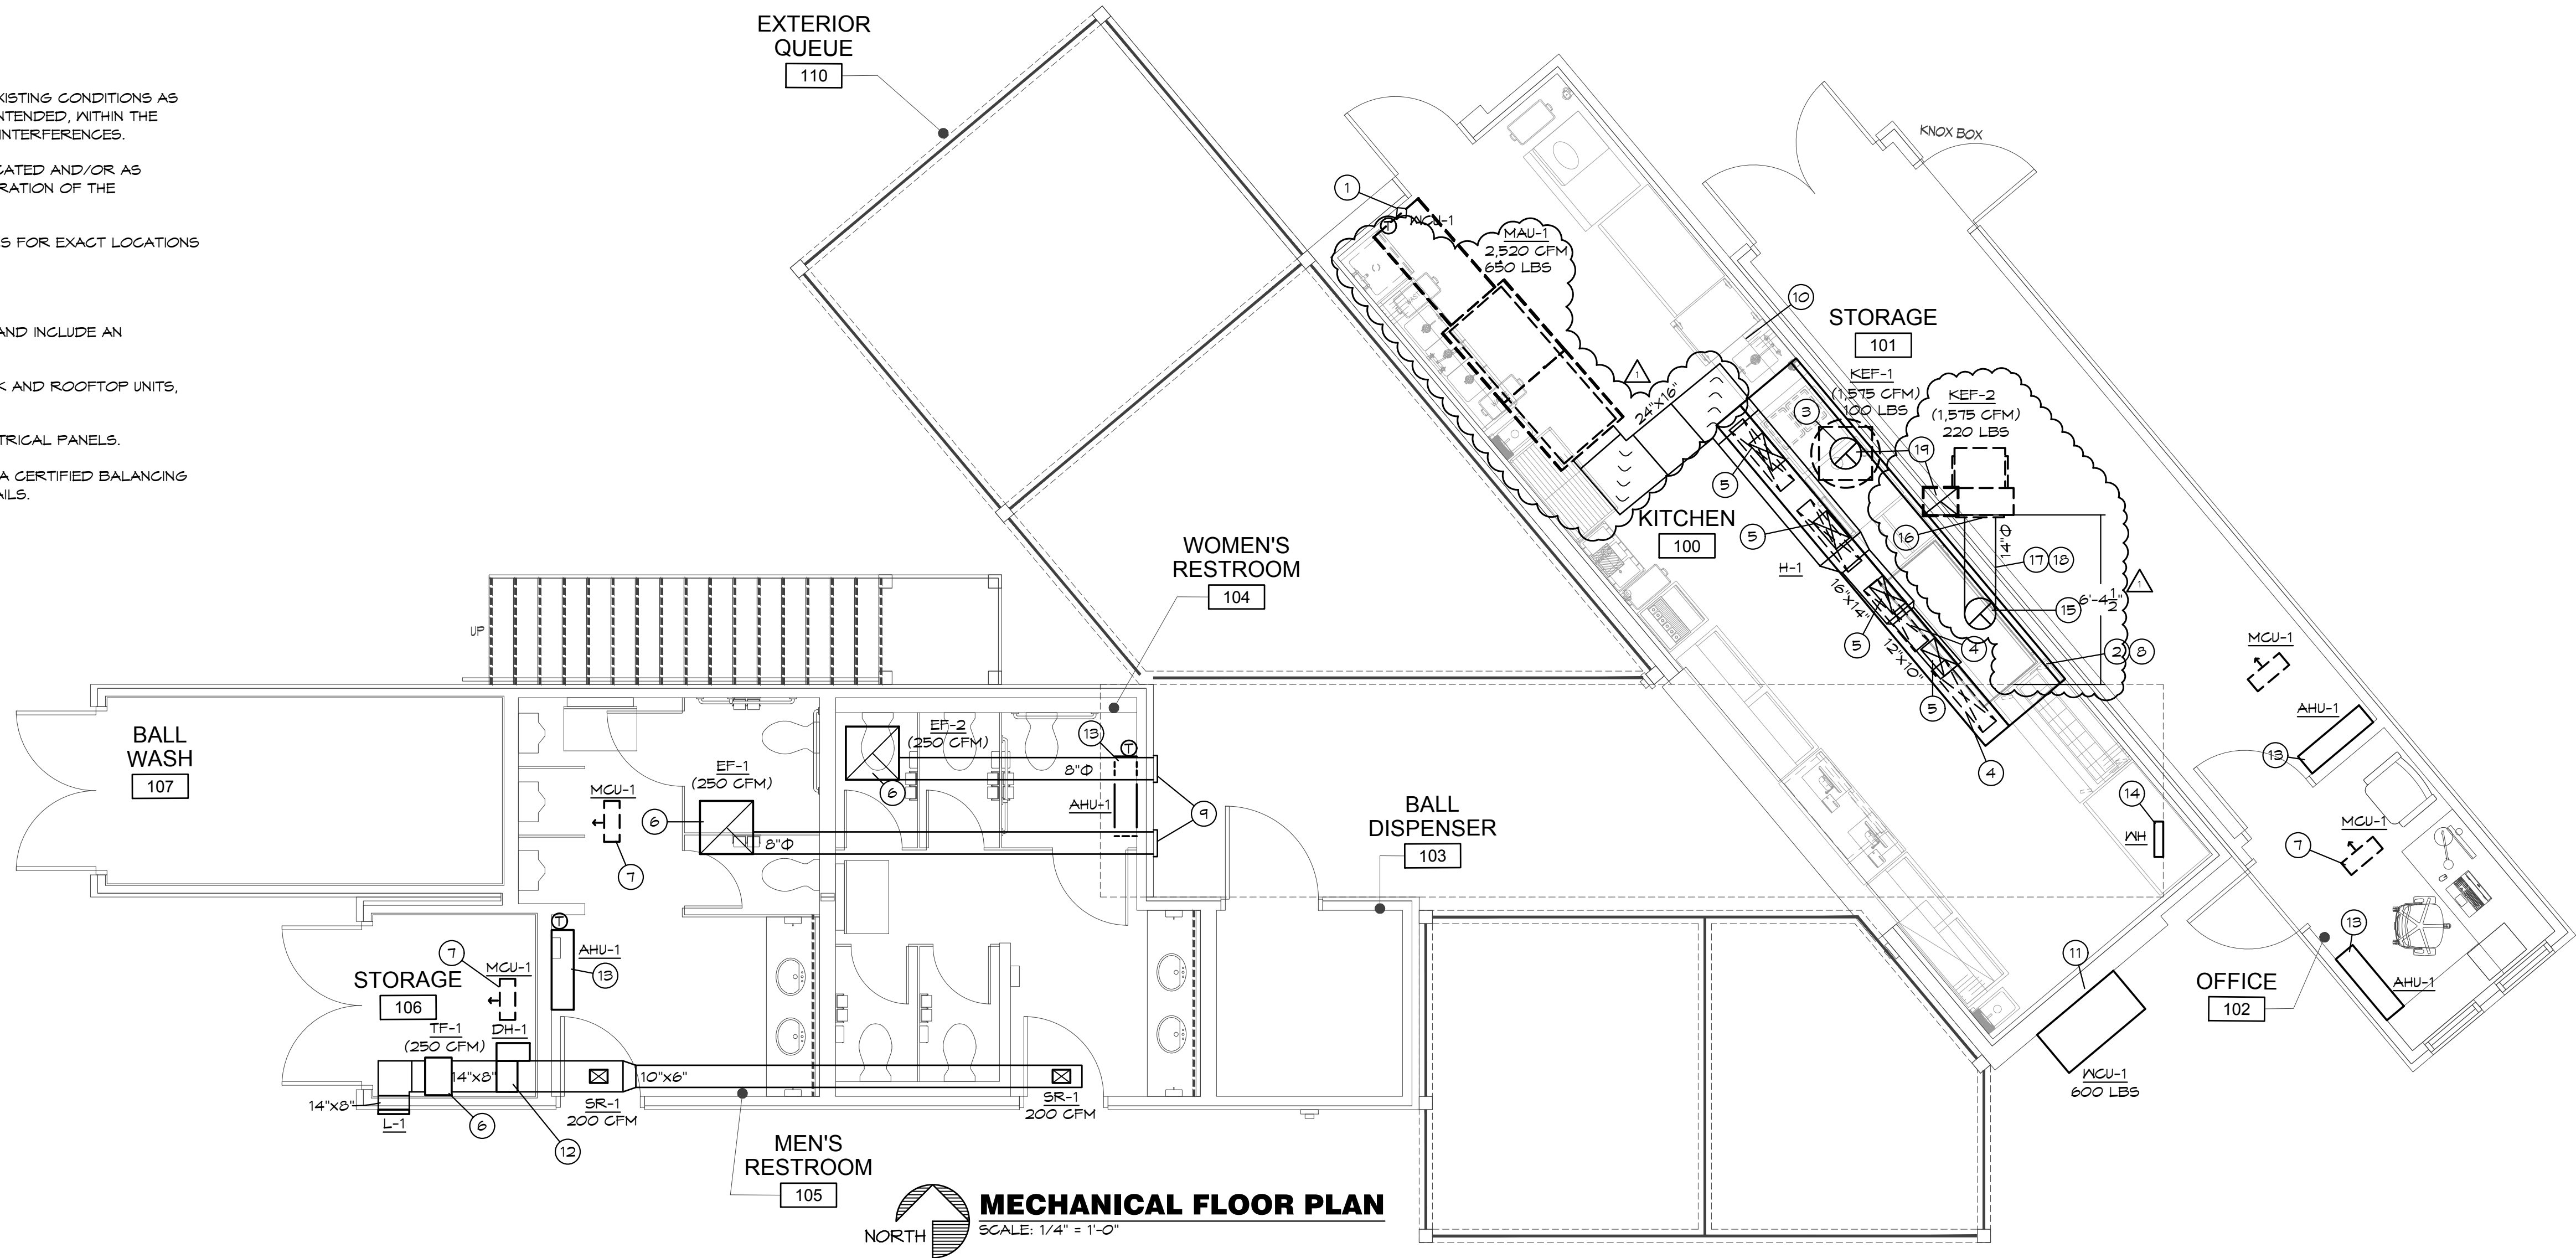 XISTING CONDITIONS AS
NTENDED, WITHIN THE
INTERFERENCES.
CATED AND/OR AS
RATION OF THE
S FOR EXACT LOCATIONS
AND INCLUDE AN
K AND ROOFTOP UNITS,
TRICAL PANELS.
A CERTIFIED BALANCING
AILS.
EXTERIOR
QUEUE
110
KNOX BOX
1
T
WCU-1
MAU-1
2,520 CFM
650 LBS
10
STORAGE
101
KEF-1
(1,575 CFM)
100 LBS
3
KEF-2
(1,575 CFM)
220 LBS
19
1
24"x16"
5
5
KITCHEN
100
H-1
16"x14"
5
4
12"x10"
5
4
16
14"Φ
17
18
15
6'-4 1/2"
1
2
8
WOMEN'S
RESTROOM
104
UP
BALL
WASH
107
MCU-1
7
EF-1
(250 CFM)
6
8"Φ
EF-2
(250 CFM)
6
8"Φ
13
T
AHU-1
9
BALL
DISPENSER
103
14
WH
MCU-1
AHU-1
13
MCU-1
7
13
AHU-1
OFFICE
102
11
WCU-1
600 LBS
T
AHU-1
13
7
MCU-1
STORAGE
106
TF-1
(250 CFM)
DH-1
14"x8"
10"x6"
14"x8"
L-1
6
12
SR-1
200 CFM
SR-1
200 CFM
MEN'S
RESTROOM
105
NORTH
MECHANICAL FLOOR PLAN
SCALE: 1/4" = 1'-0"